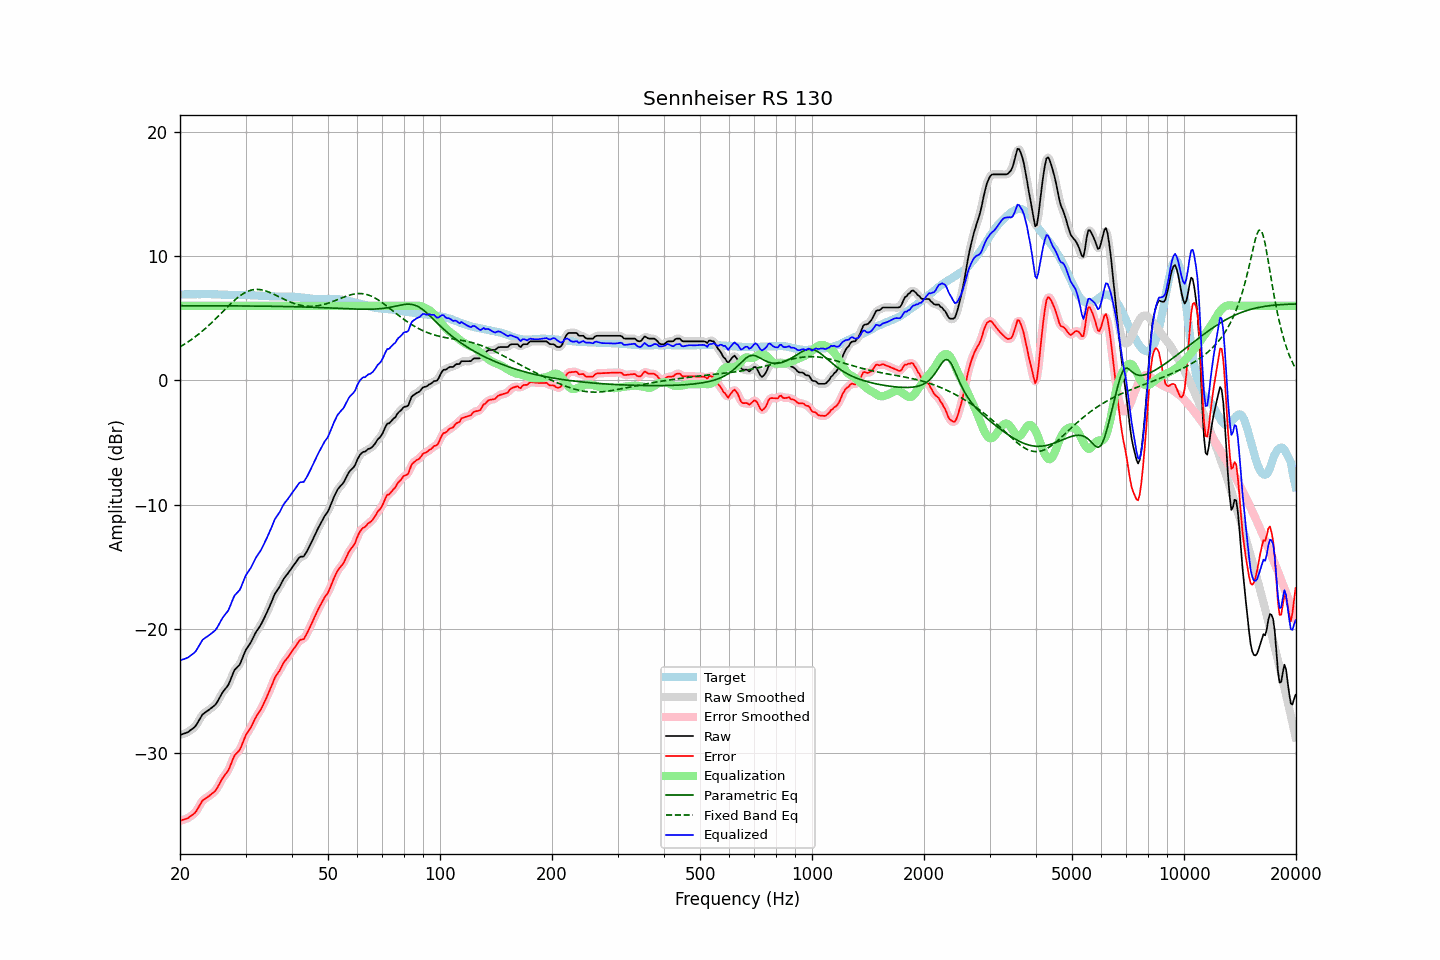 Sennheiser RS 130
20
10
0
−10
−20
−30
Amplitude (dBr)
Target
Raw Smoothed
Error Smoothed
Raw
Error
Equalization
Parametric Eq
Fixed Band Eq
Equalized
20 50 100 200 500 1000 2000 5000 10000 20000
Frequency (Hz)